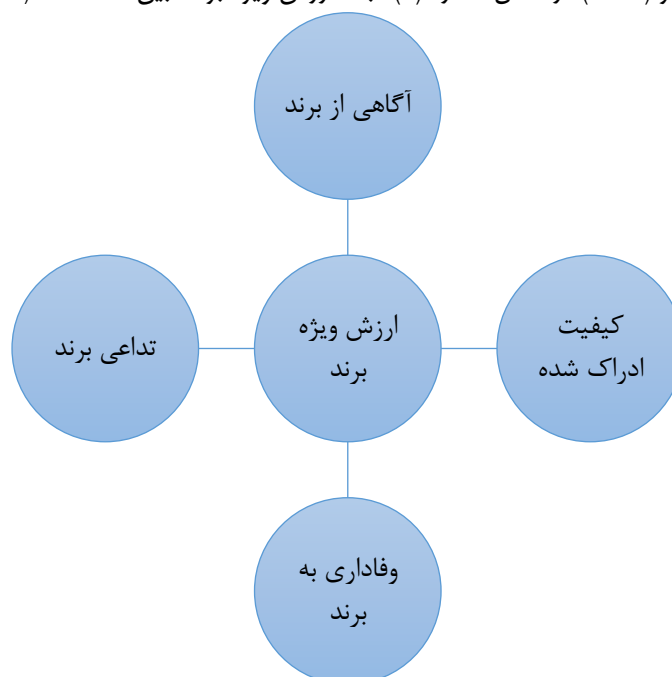 آگاهی از برند
کیفیت
ادراک شده
ارزش ویژه
برند
تداعی برند
وفاداری به
برند